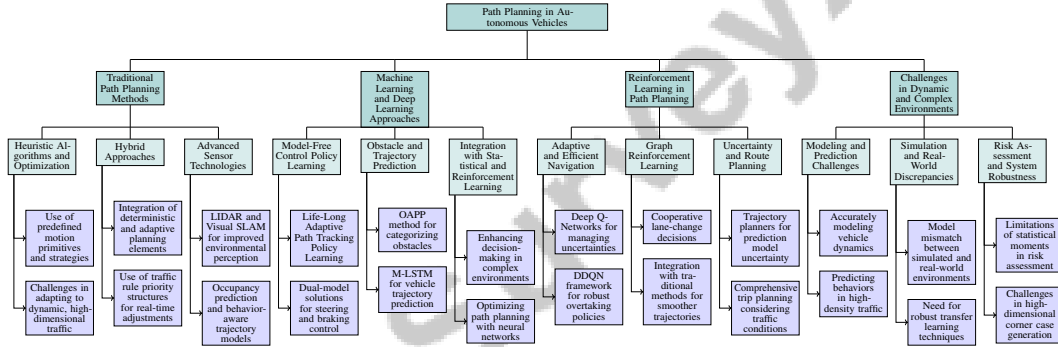 Path Planning in Au-
tonomous Vehicles
Traditional
Path Planning
Methods
Machine
Learning
and Deep
Learning
Approaches
Reinforcement
Learning in
Path Planning
Challenges
in Dynamic
and Complex
Environments
Heuristic Al-
gorithms and
Optimization
Hybrid
Approaches
Advanced
Sensor
Technologies
Model-Free
Control Policy
Learning
Obstacle and
Trajectory
Prediction
Integration
with Stat-
istical and
Reinforcement
Learning
Adaptive
and Efficient
Navigation
Graph
Reinforcement
Learning
Uncertainty
and Route
Planning
Modeling and
Prediction
Challenges
Simulation
and Real-
World
Discrepancies
Risk As-
sessment
and System
Robustness
Use of
predefined
motion
primitives
and strategies
Challenges in
adapting to
dynamic, high-
dimensional
traffic
Integration of
deterministic
and adaptive
planning
elements
Use of traffic
rule priority
structures
for real-time
adjustments
LIDAR and
Visual SLAM
for improved
environmental
perception
Occupancy
prediction
and behavior-
aware trajectory
models
Life-Long
Adaptive
Path Tracking
Policy Learning
Dual-model
solutions
for steering and
braking control
OAPP
method for
categorizing
obstacles
M-LSTM
for vehicle
trajectory
prediction
Enhancing
decision-
making in
complex
environments
Optimizing
path planning
with neural
networks
Deep Q-
Networks for
managing
uncertainties
DDQN
framework
for robust
overtaking
policies
Cooperative
lane-change
decisions
Integration
with tra-
ditional
methods for
smoother
trajectories
Trajectory
planners for
prediction
model
uncertainty
Comprehensive
trip planning
considering
traffic
conditions
Accurately
modeling
vehicle
dynamics
Predicting
behaviors
in high-
density traffic
Model
mismatch
between
simulated and
real-world
environments
Need for
robust transfer
learning
techniques
Limitations
of statistical
moments
in risk
assessment
Challenges
in high-
dimensional
corner case
generation
survey